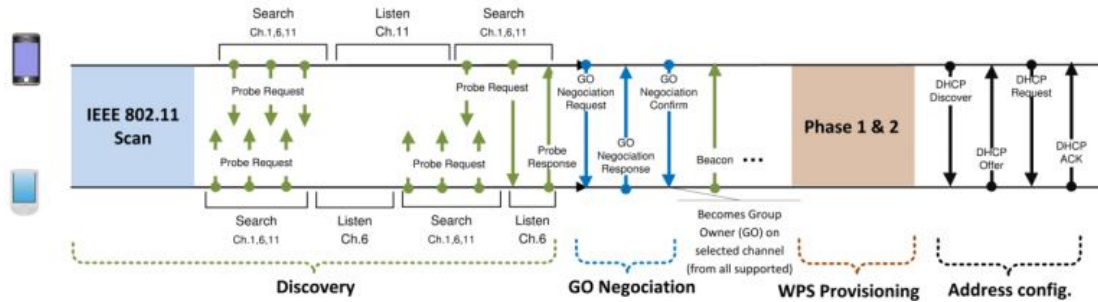 Search
Ch.1,6,11
Listen
Ch.11
Search
Ch.1,6,11
IEEE 802.11
Scan
Probe Request
Probe Request
Probe Request
Probe Request
Probe
Response
GO
Negociation
Request
GO
Negociation
Response
GO
Negociation
Confirm
Beacon
Phase 1 & 2
DHCP
Discover
DHCP
Offer
DHCP
Request
DHCP
ACK
Search
Ch.1,6,11
Listen
Ch.6
Search
Ch.1,6,11
Listen
Ch.6
Becomes Group
Owner (GO) on
selected channel
(from all supported)
Discovery
GO Negociation
WPS Provisioning
Address config.